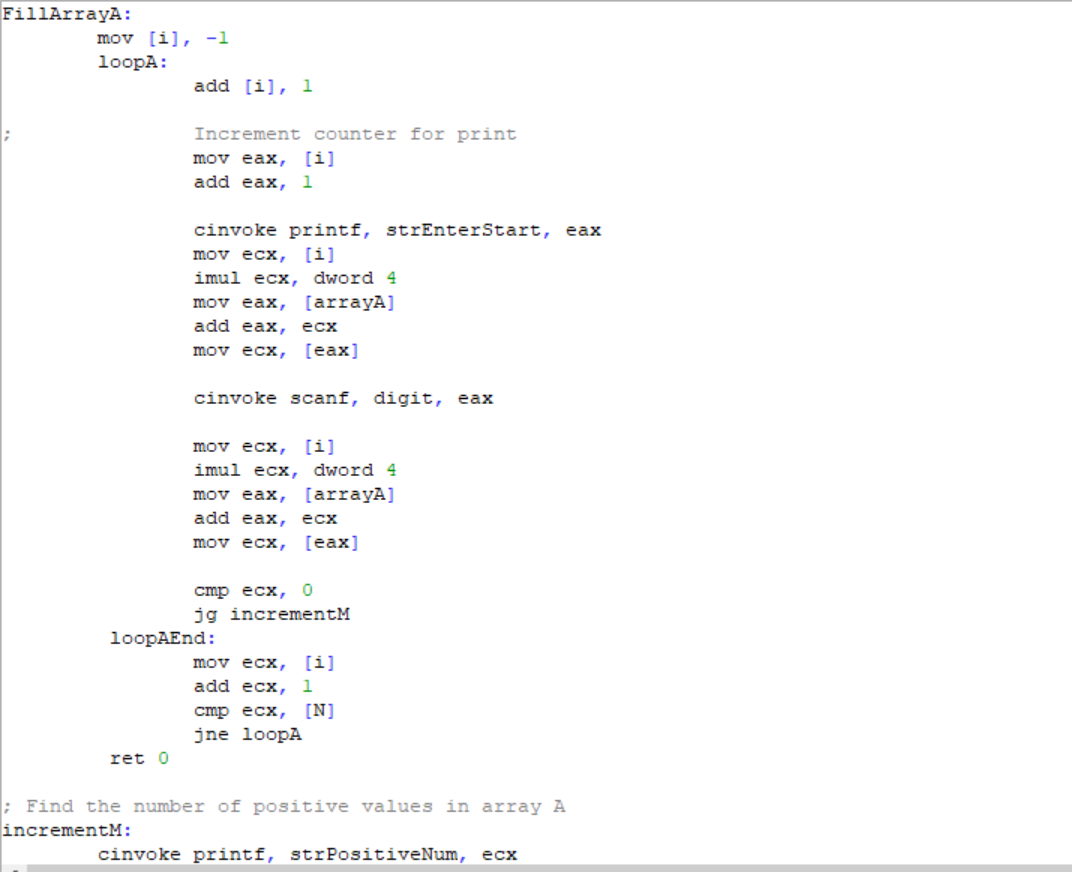 FillArrayA:
mov [i], -1
loopA:
add [i], 1
; Increment counter for print
mov eax, [i]
add eax, 1
cinvoke printf, strEnterStart, eax
mov ecx, [i]
imul ecx, dword 4
mov eax, [arrayA]
add eax, ecx
mov ecx, [eax]
cinvoke scanf, digit, eax
mov ecx, [i]
imul ecx, dword 4
mov eax, [arrayA]
add eax, ecx
mov ecx, [eax]
cmp ecx, 0
jg incrementM
loopAEnd:
mov ecx, [i]
add ecx, 1
cmp ecx, [N]
jne loopA
ret 0
; Find the number of positive values in array A
incrementM:
cinvoke printf, strPositiveNum, ecx